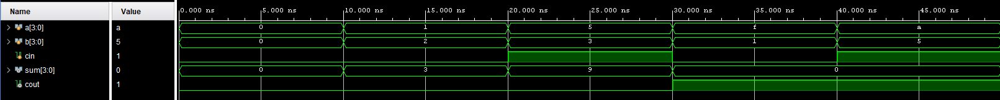 Name Value 0.000 ns 5.000 ns 10.000 ns 15.000 ns 20.000 ns 25.000 ns 30.000 ns 35.000 ns 40.000 ns 45.000 ns
a[3:0] a 0 1 5 f a
b[3:0] 5 0 2 3 1 5
cin 1
sum[3:0] 0 0 3 9 0
cout 1